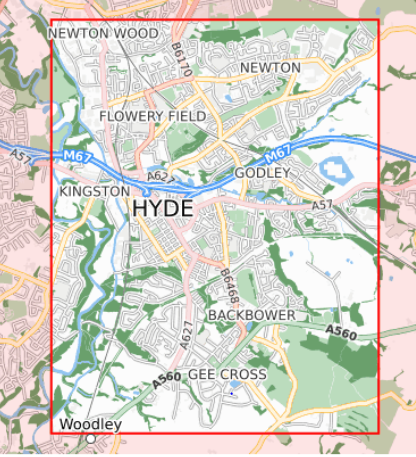 NEWTON WOOD
B6170
NEWTON
FLOWERY FIELD
M67
A57
M67
A627
GODLEY
KINGSTON
HYDE
A57
B6468
BACKBOWER
A627
A560
GEE CROSS
A560
Woodley